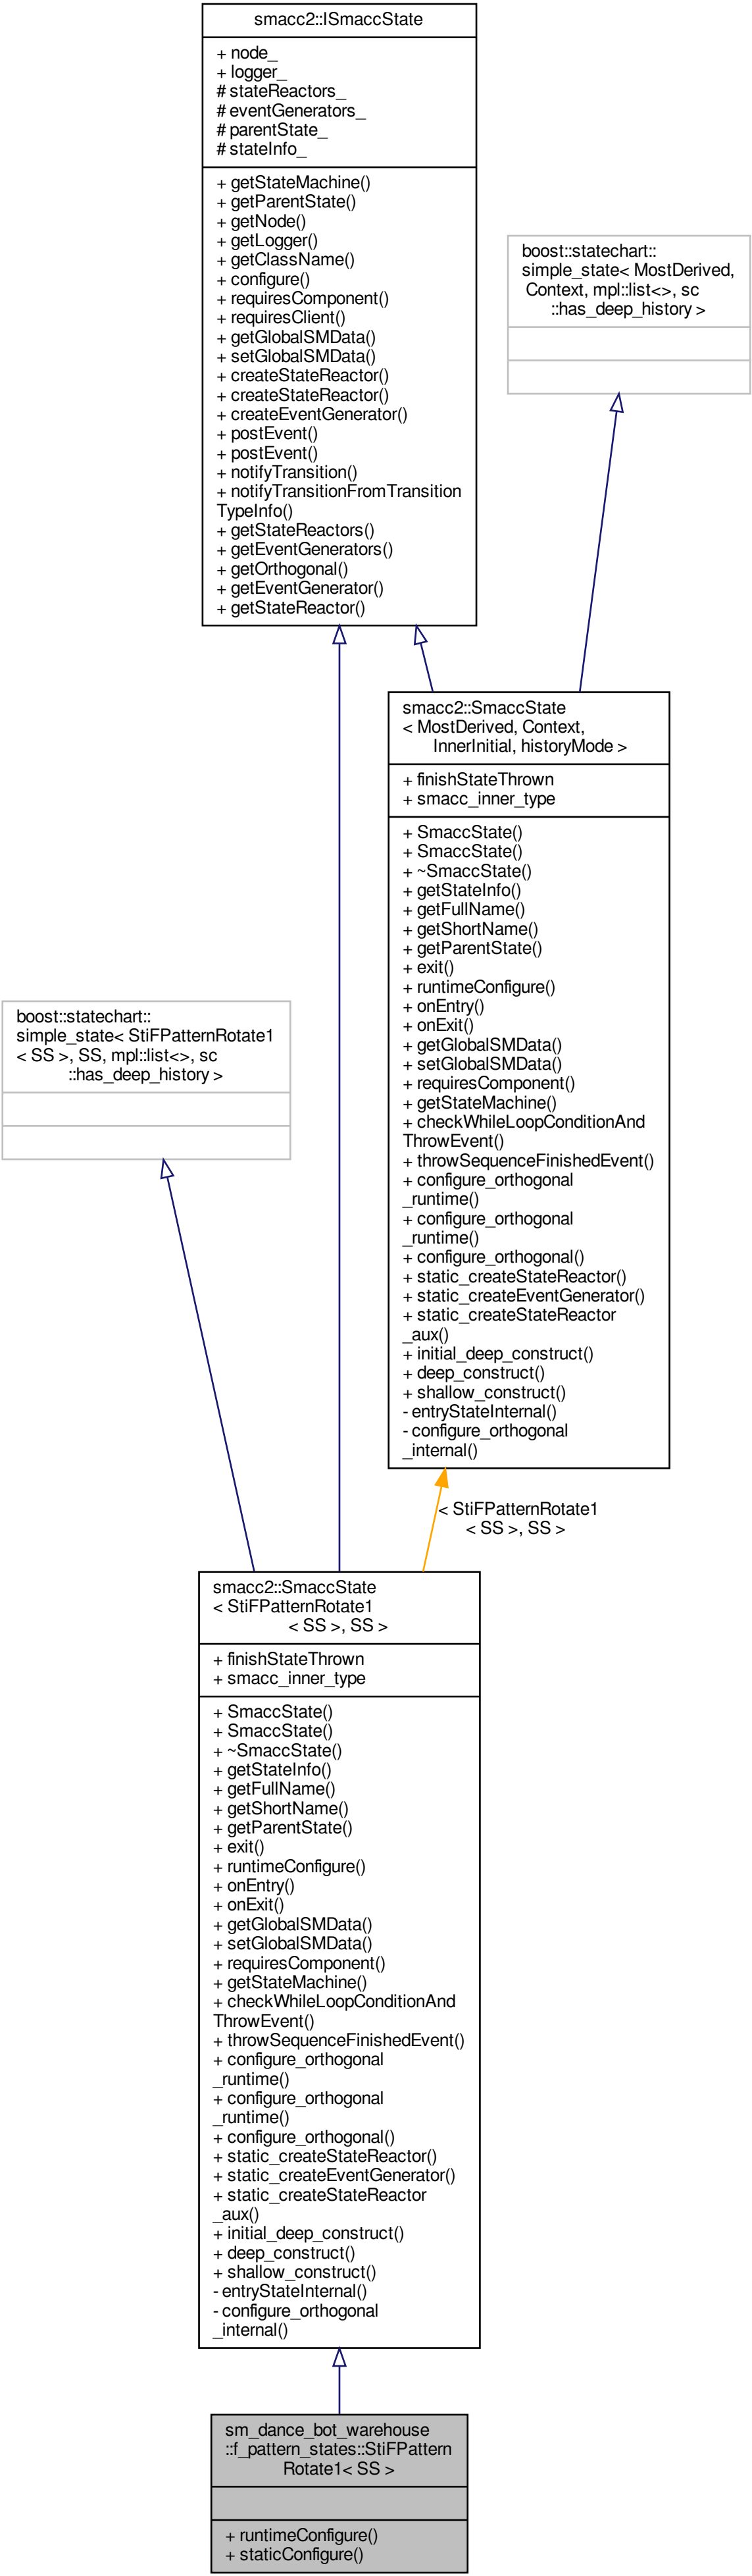 smacc2::ISmaccState
+ node_
+ logger_
# stateReactors_
# eventGenerators_
# parentState_
# stateInfo_
+ getStateMachine()
+ getParentState()
+ getNode()
+ getLogger()
+ getClassName()
+ configure()
+ requiresComponent()
+ requiresClient()
+ getGlobalSMData()
+ setGlobalSMData()
+ createStateReactor()
+ createStateReactor()
+ createEventGenerator()
+ postEvent()
+ postEvent()
+ notifyTransition()
+ notifyTransitionFromTransition
TypeInfo()
+ getStateReactors()
+ getEventGenerators()
+ getOrthogonal()
+ getEventGenerator()
+ getStateReactor()
boost::statechart::
simple_state< MostDerived,
Context, mpl::list<>, sc
::has_deep_history >
smacc2::SmaccState
< MostDerived, Context,
InnerInitial, historyMode >
+ finishStateThrown
+ smacc_inner_type
+ SmaccState()
+ SmaccState()
+ ~SmaccState()
+ getStateInfo()
+ getFullName()
+ getShortName()
+ getParentState()
+ exit()
+ runtimeConfigure()
+ onEntry()
+ onExit()
+ getGlobalSMData()
+ setGlobalSMData()
+ requiresComponent()
+ getStateMachine()
+ checkWhileLoopConditionAnd
ThrowEvent()
+ throwSequenceFinishedEvent()
+ configure_orthogonal
_runtime()
+ configure_orthogonal
_runtime()
+ configure_orthogonal()
+ static_createStateReactor()
+ static_createEventGenerator()
+ static_createStateReactor
_aux()
+ initial_deep_construct()
+ deep_construct()
+ shallow_construct()
- entryStateInternal()
- configure_orthogonal
_internal()
boost::statechart::
simple_state< StiFPatternRotate1
< SS >, SS, mpl::list<>, sc
::has_deep_history >
< StiFPatternRotate1
< SS >, SS >
smacc2::SmaccState
< StiFPatternRotate1
< SS >, SS >
+ finishStateThrown
+ smacc_inner_type
+ SmaccState()
+ SmaccState()
+ ~SmaccState()
+ getStateInfo()
+ getFullName()
+ getShortName()
+ getParentState()
+ exit()
+ runtimeConfigure()
+ onEntry()
+ onExit()
+ getGlobalSMData()
+ setGlobalSMData()
+ requiresComponent()
+ getStateMachine()
+ checkWhileLoopConditionAnd
ThrowEvent()
+ throwSequenceFinishedEvent()
+ configure_orthogonal
_runtime()
+ configure_orthogonal
_runtime()
+ configure_orthogonal()
+ static_createStateReactor()
+ static_createEventGenerator()
+ static_createStateReactor
_aux()
+ initial_deep_construct()
+ deep_construct()
+ shallow_construct()
- entryStateInternal()
- configure_orthogonal
_internal()
sm_dance_bot_warehouse
::f_pattern_states::StiFPattern
Rotate1< SS >
+ runtimeConfigure()
+ staticConfigure()